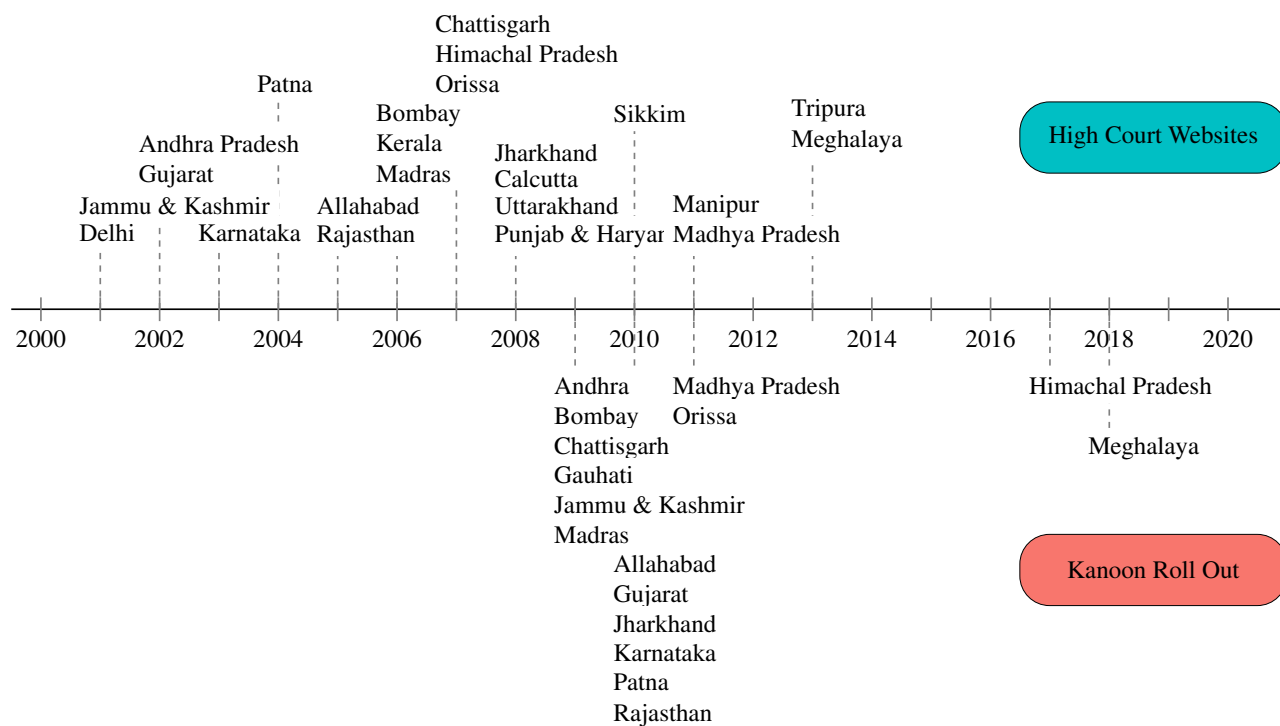 Chattisgarh
Himachal Pradesh
Orissa
Patna
Bombay
Kerala
Madras
Sikkim
Tripura
Meghalaya
High Court Websites
Andhra Pradesh
Gujarat
Jharkhand
Calcutta
Uttarakhand
Punjab & Haryar
Jammu & Kashmir
Delhi
Karnataka
Allahabad
Rajasthan
Manipur
Madhya Pradesh
2000 2002 2004 2006 2008 2010 2012 2014 2016 2018 2020
Andhra
Bombay
Chattisgarh
Gauhati
Jammu & Kashmir
Madras
Madhya Pradesh
Orissa
Himachal Pradesh
Meghalaya
Allahabad
Gujarat
Jharkhand
Karnataka
Patna
Rajasthan
Kanoon Roll Out